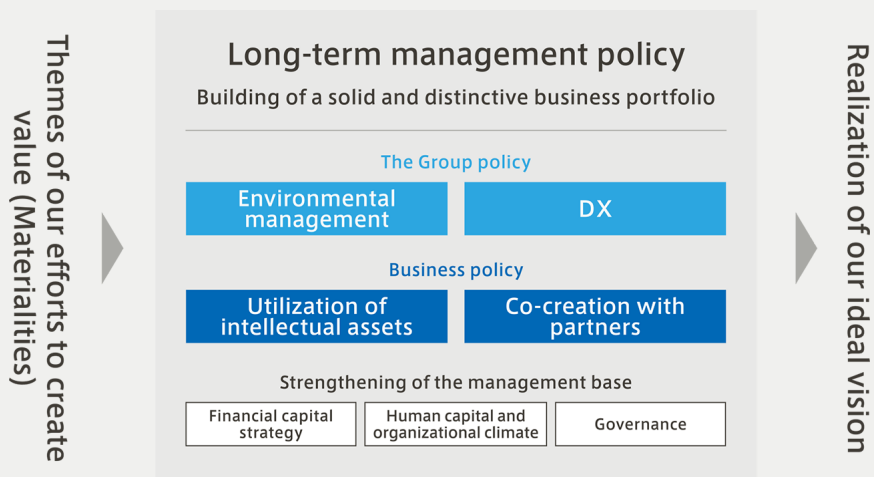 Themes of our efforts to create
value (Materialities)
Long-term management policy
Building of a solid and distinctive business portfolio
The Group policy
Environmental
management
DX
Business policy
Utilization of
intellectual assets
Co-creation with
partners
Strengthening of the management base
Financial capital
strategy
Human capital and
organizational climate
Governance
Realization of our ideal vision